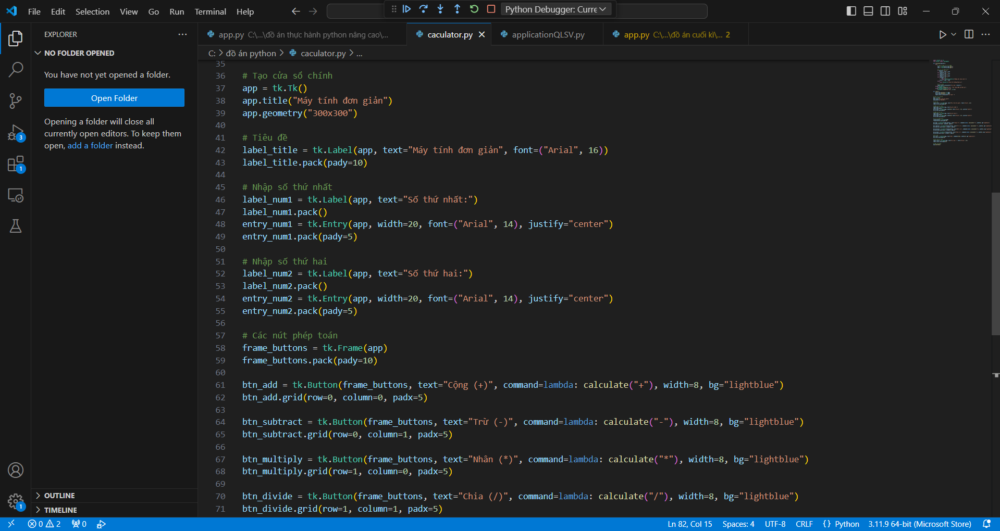 File Edit Selection View Go Run Terminal Help
Python Debugger: Curre
EXPLORER
NO FOLDER OPENED
You have not yet opened a folder.
Open Folder
Opening a folder will close all
currently open editors. To keep them
open, add a folder instead.
OUTLINE
TIMELINE
3
1
1
app.py C:\...\đồ án thực hành python nâng cao\...
caculator.py
applicationQLSV.py
app.py C:\...\đồ án cuối kì\... 2
C: > đồ án python > caculator.py > ...
35
36 # Tạo cửa sổ chính
37 app = tk.Tk()
38 app.title("Máy tính đơn giản")
39 app.geometry("300x300")
40
41 # Tiêu đề
42 label_title = tk.Label(app, text="Máy tính đơn giản", font=("Arial", 16))
43 label_title.pack(pady=10)
44
45 # Nhập số thứ nhất
46 label_num1 = tk.Label(app, text="Số thứ nhất:")
47 label_num1.pack()
48 entry_num1 = tk.Entry(app, width=20, font=("Arial", 14), justify="center")
49 entry_num1.pack(pady=5)
50
51 # Nhập số thứ hai
52 label_num2 = tk.Label(app, text="Số thứ hai:")
53 label_num2.pack()
54 entry_num2 = tk.Entry(app, width=20, font=("Arial", 14), justify="center")
55 entry_num2.pack(pady=5)
56
57 # Các nút phép toán
58 frame_buttons = tk.Frame(app)
59 frame_buttons.pack(pady=10)
60
61 btn_add = tk.Button(frame_buttons, text="Cộng (+)", command=lambda: calculate("+"), width=8, bg="lightblue")
62 btn_add.grid(row=0, column=0, padx=5)
63
64 btn_subtract = tk.Button(frame_buttons, text="Trừ (-)", command=lambda: calculate("-"), width=8, bg="lightblue")
65 btn_subtract.grid(row=0, column=1, padx=5)
66
67 btn_multiply = tk.Button(frame_buttons, text="Nhân (*)", command=lambda: calculate("*"), width=8, bg="lightblue")
68 btn_multiply.grid(row=1, column=0, padx=5)
69
70 btn_divide = tk.Button(frame_buttons, text="Chia (/)", command=lambda: calculate("/"), width=8, bg="lightblue")
71 btn_divide.grid(row=1, column=1, padx=5)
0 2 0
Ln 82, Col 15 Spaces: 4 UTF-8 CRLF {} Python 3.11.9 64-bit (Microsoft Store)